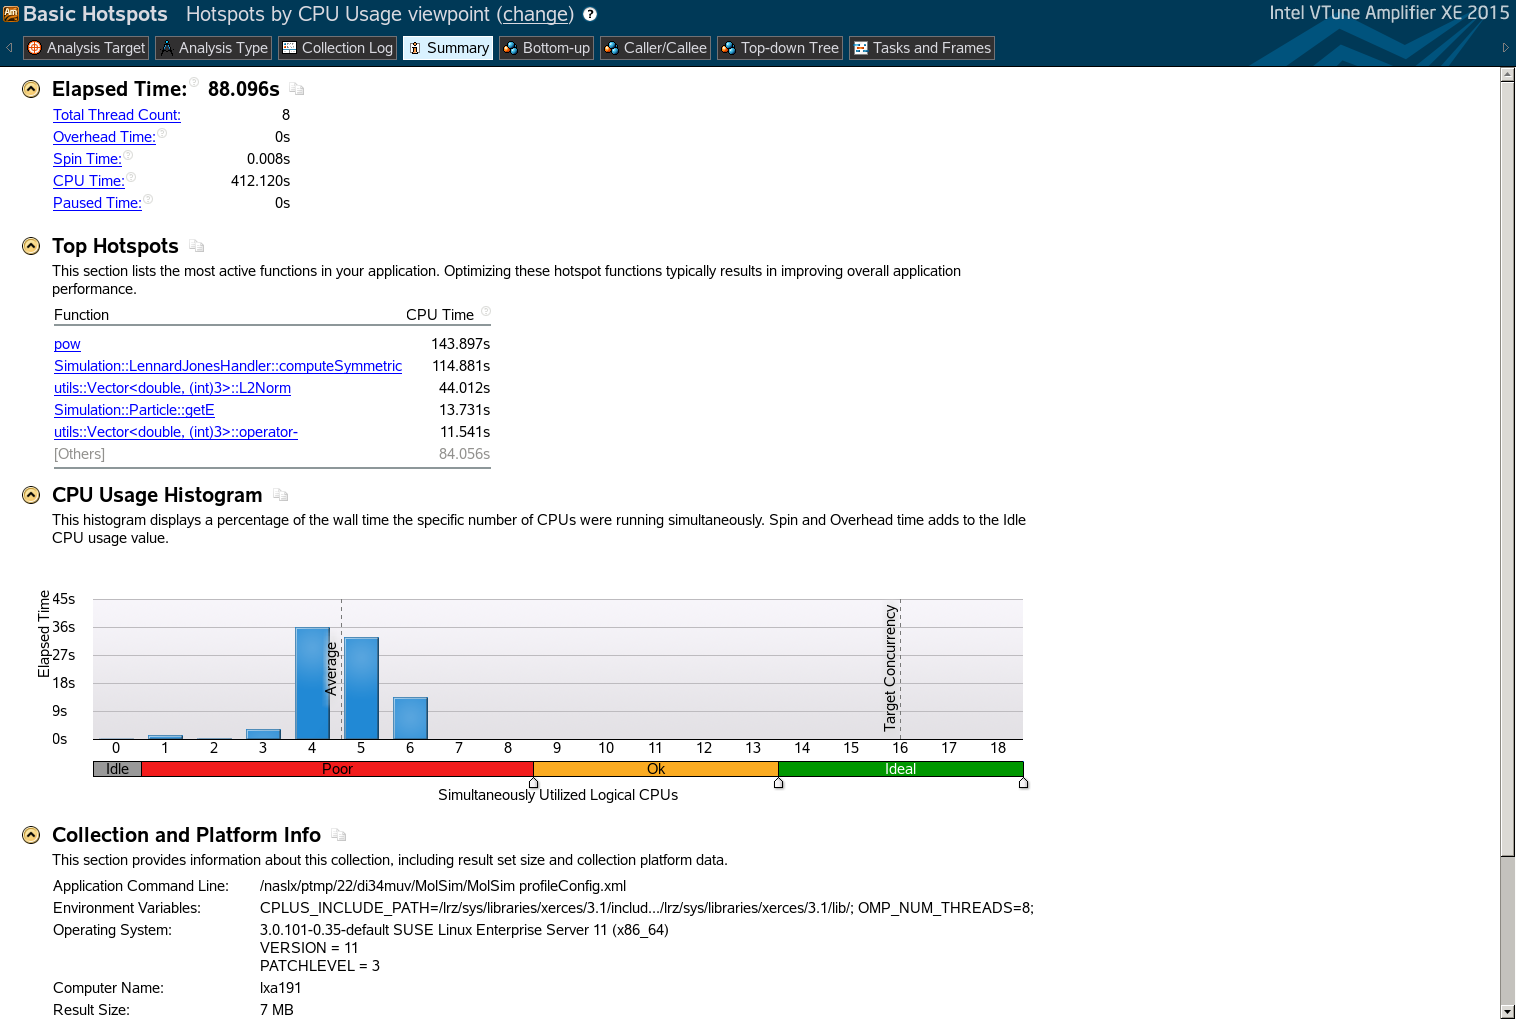 Basic Hotspots Hotspots by CPU Usage viewpoint (change) ?
Intel VTune Amplifier XE 2015
Analysis Target Analysis Type Collection Log Summary Bottom-up Caller/Callee Top-down Tree Tasks and Frames
Elapsed Time: 88.096s
Total Thread Count: 8
Overhead Time: 0s
Spin Time: 0.008s
CPU Time: 412.120s
Paused Time: 0s
Top Hotspots
This section lists the most active functions in your application. Optimizing these hotspot functions typically results in improving overall application
performance.
Function CPU Time
pow 143.897s
Simulation::LennardJonesHandler::computeSymmetric 114.881s
utils::Vector<double, (int)3>::L2Norm 44.012s
Simulation::Particle::getE 13.731s
utils::Vector<double, (int)3>::operator- 11.541s
[Others] 84.056s
CPU Usage Histogram
This histogram displays a percentage of the wall time the specific number of CPUs were running simultaneously. Spin and Overhead time adds to the Idle
CPU usage value.
Elapsed Time
45s
36s
27s
18s
9s
0s
Average
Target Concurrency
0 1 2 3 4 5 6 7 8 9 10 11 12 13 14 15 16 17 18
Idle Poor Ok Ideal
Simultaneously Utilized Logical CPUs
Collection and Platform Info
This section provides information about this collection, including result set size and collection platform data.
Application Command Line: /naslx/ptmp/22/di34muv/MolSim/MolSim profileConfig.xml
Environment Variables: CPLUS_INCLUDE_PATH=/lrz/sys/libraries/xerces/3.1/includ.../lrz/sys/libraries/xerces/3.1/lib/; OMP_NUM_THREADS=8;
Operating System: 3.0.101-0.35-default SUSE Linux Enterprise Server 11 (x86_64)
VERSION = 11
PATCHLEVEL = 3
Computer Name: lxa191
Result Size: 7 MB